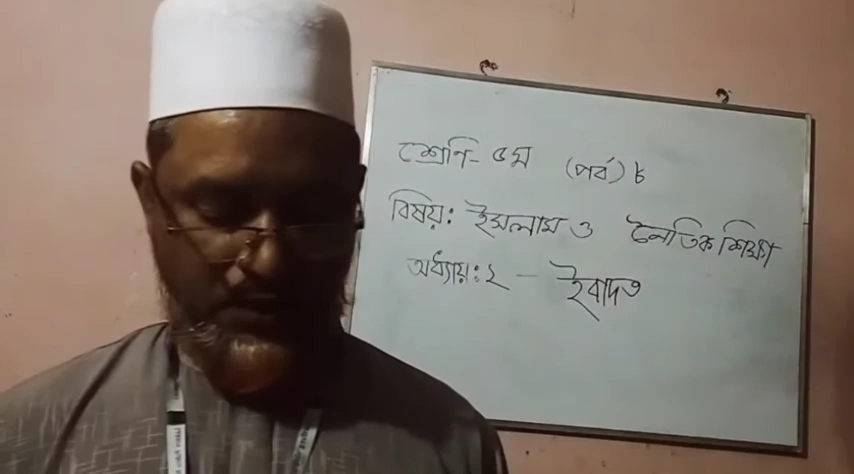 শ্রেণি- ৫ম (পর্ব) ৮
বিষয়: ইসলাম ও নৈতিক শিক্ষা
অধ্যায়: ২ - ইবাদত